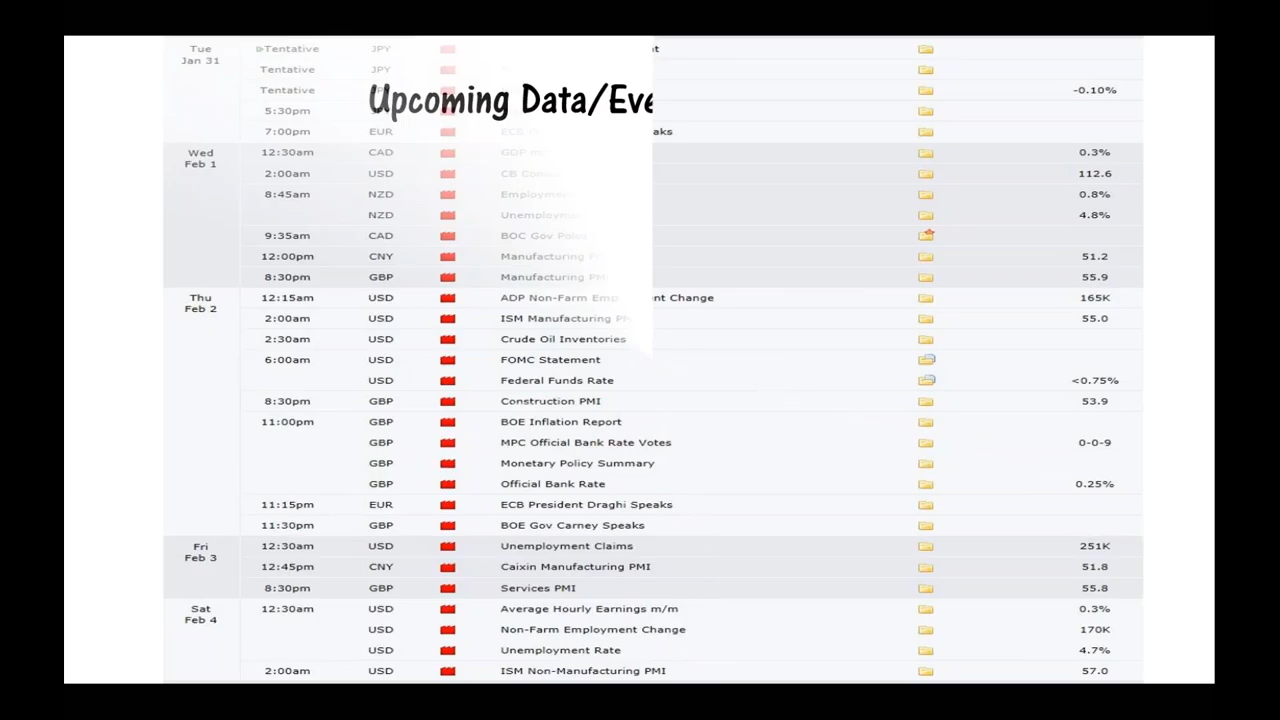 Tue
Jan 31
Tentative JPY
Tentative JPY
Upcoming Data/Eve
Tentative -0.10%
5:30pm
7:00pm EUR ECB aks
Wed
Feb 1
12:30am CAD GDP m 0.3%
2:00am USD CB Con 112.6
8:45am NZD Employm 0.8%
NZD Unemploym 4.8%
9:35am CAD BOC Gov Polo
12:00pm CNY Manufacturing P 51.2
8:30pm GBP Manufacturing PM 55.9
Thu
Feb 2
12:15am USD ADP Non-Farm Emp nt Change 165K
2:00am USD ISM Manufacturing P 55.0
2:30am USD Crude Oil Inventories
6:00am USD FOMC Statement
USD Federal Funds Rate <0.75%
8:30pm GBP Construction PMI 53.9
11:00pm GBP BOE Inflation Report
GBP MPC Official Bank Rate Votes 0-0-9
GBP Monetary Policy Summary
GBP Official Bank Rate 0.25%
11:15pm EUR ECB President Draghi Speaks
11:30pm GBP BOE Gov Carney Speaks
Fri
Feb 3
12:30am USD Unemployment Claims 251K
12:45pm CNY Caixin Manufacturing PMI 51.8
8:30pm GBP Services PMI 55.8
Sat
Feb 4
12:30am USD Average Hourly Earnings m/m 0.3%
USD Non-Farm Employment Change 170K
USD Unemployment Rate 4.7%
2:00am USD ISM Non-Manufacturing PMI 57.0